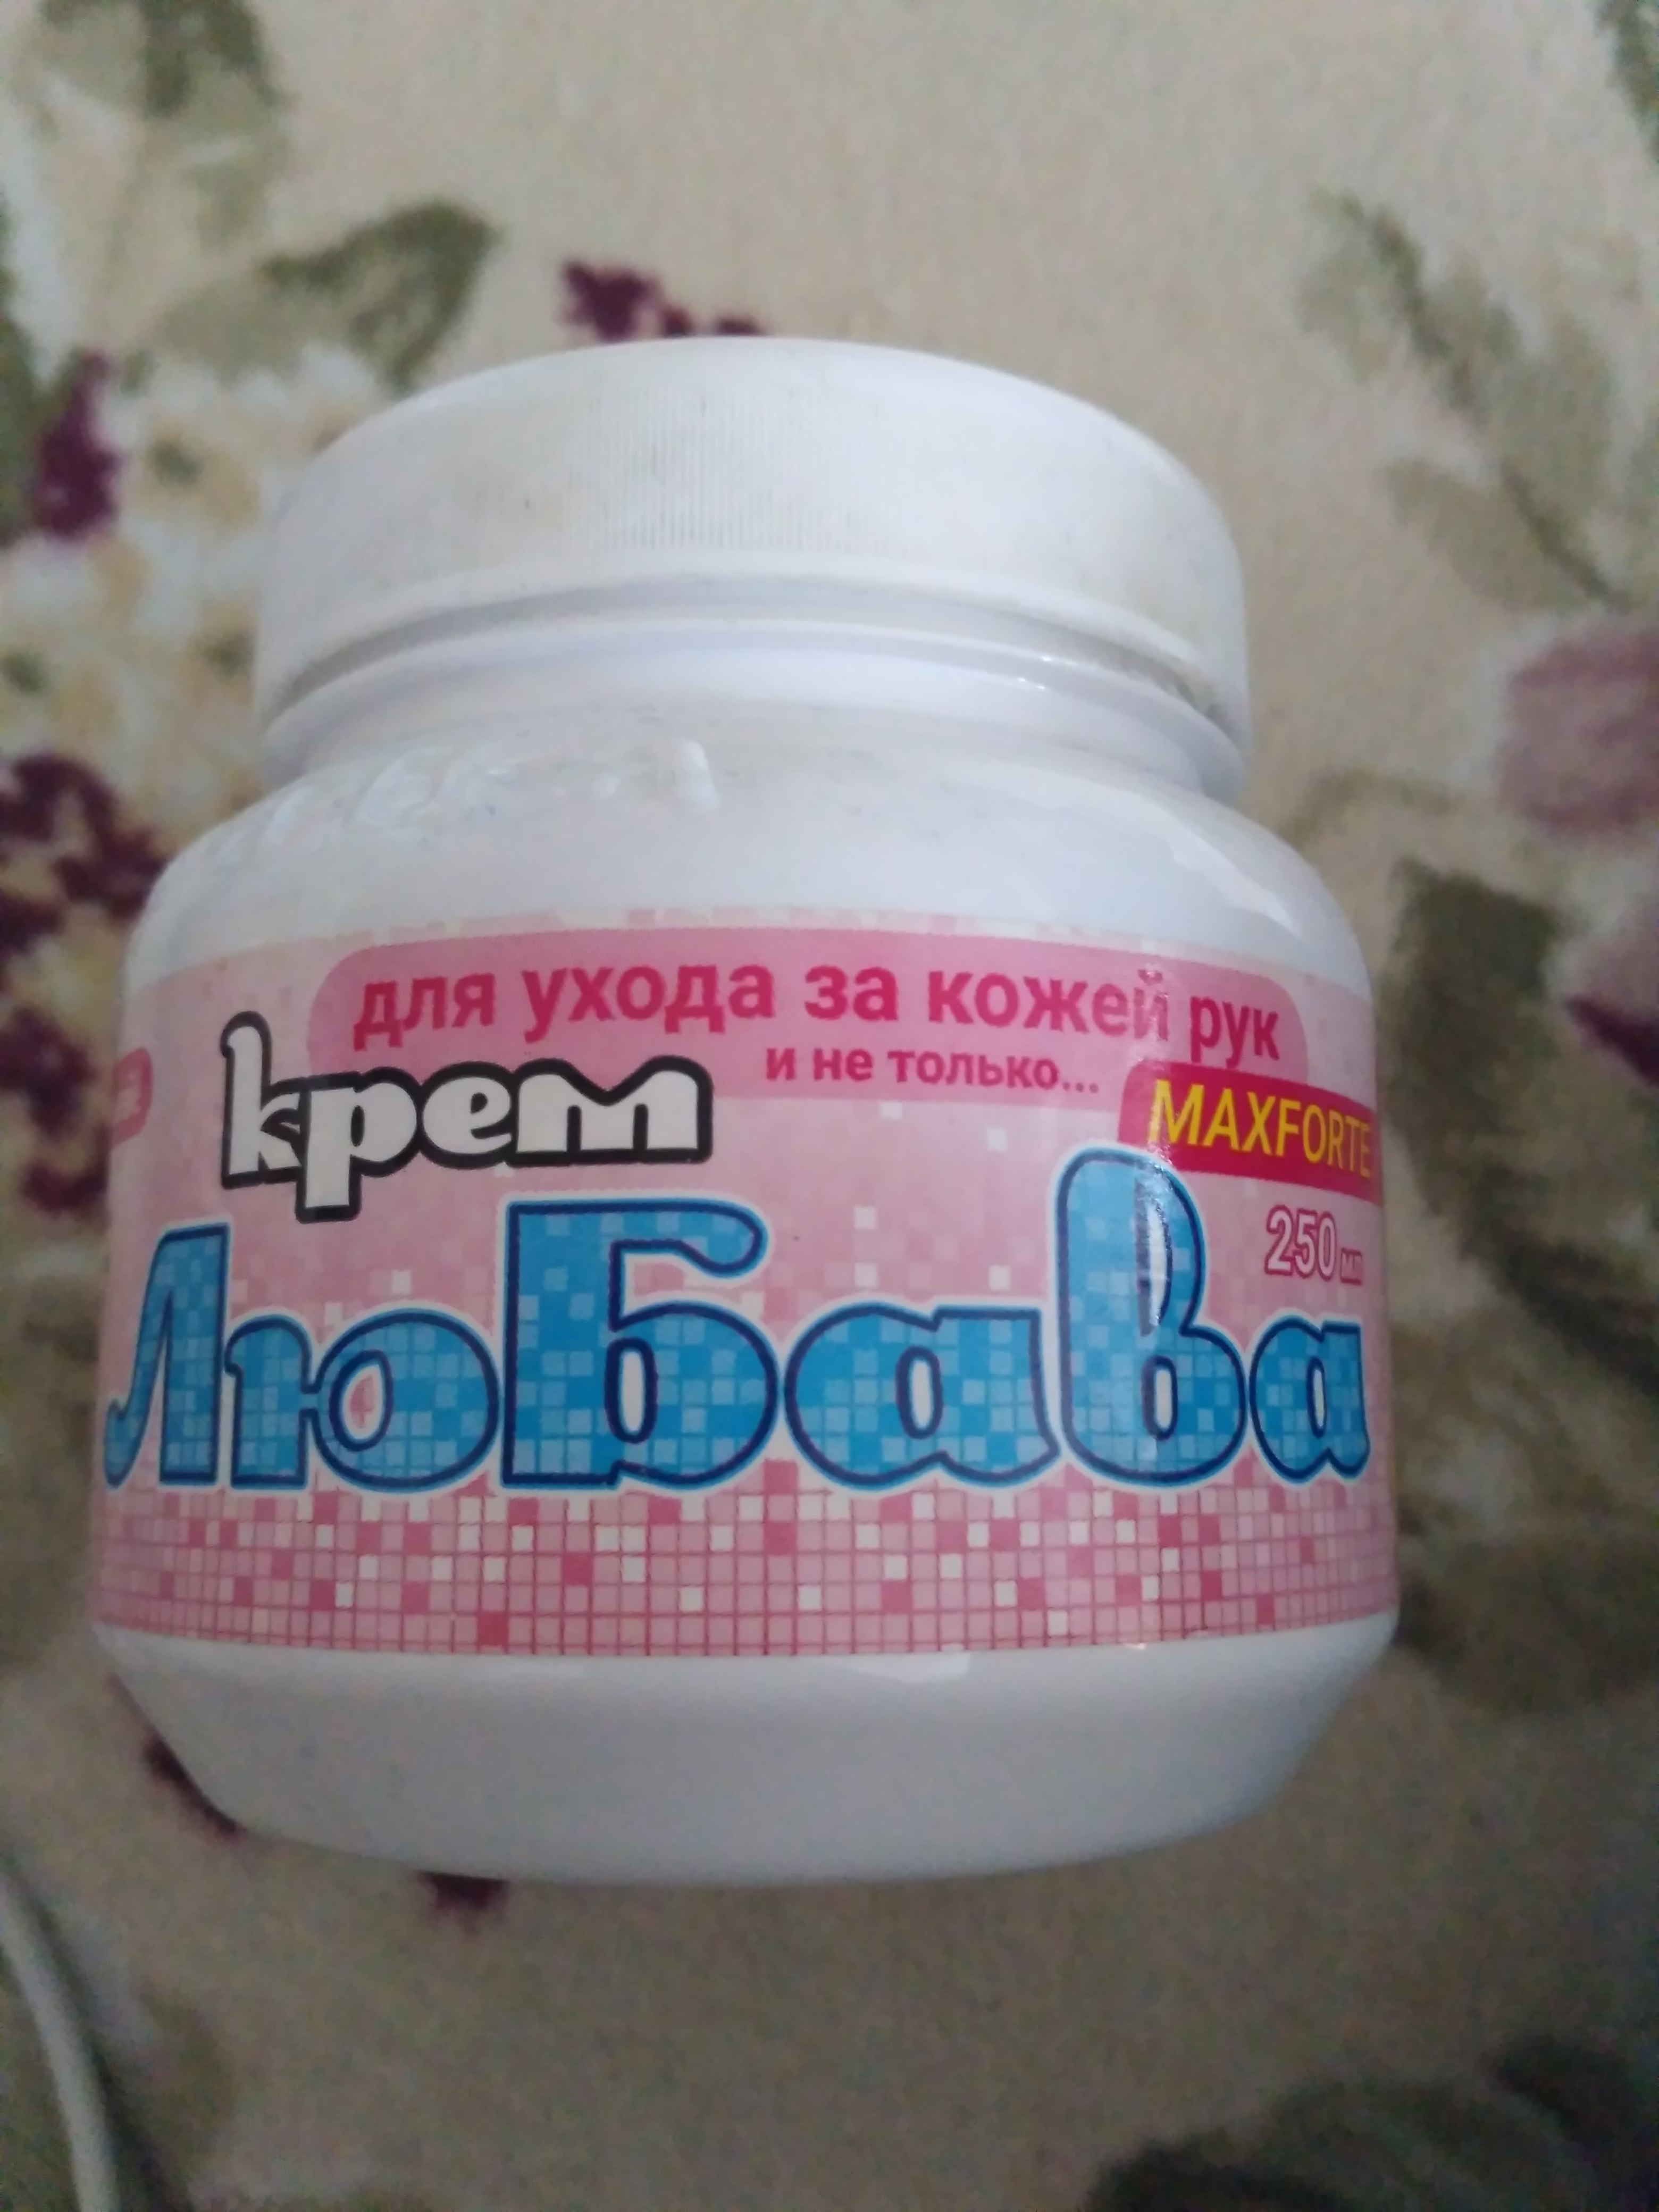 для ухода за кожей рук
и не только...
крем
MAXFORTE
ЛюБава
250 мл